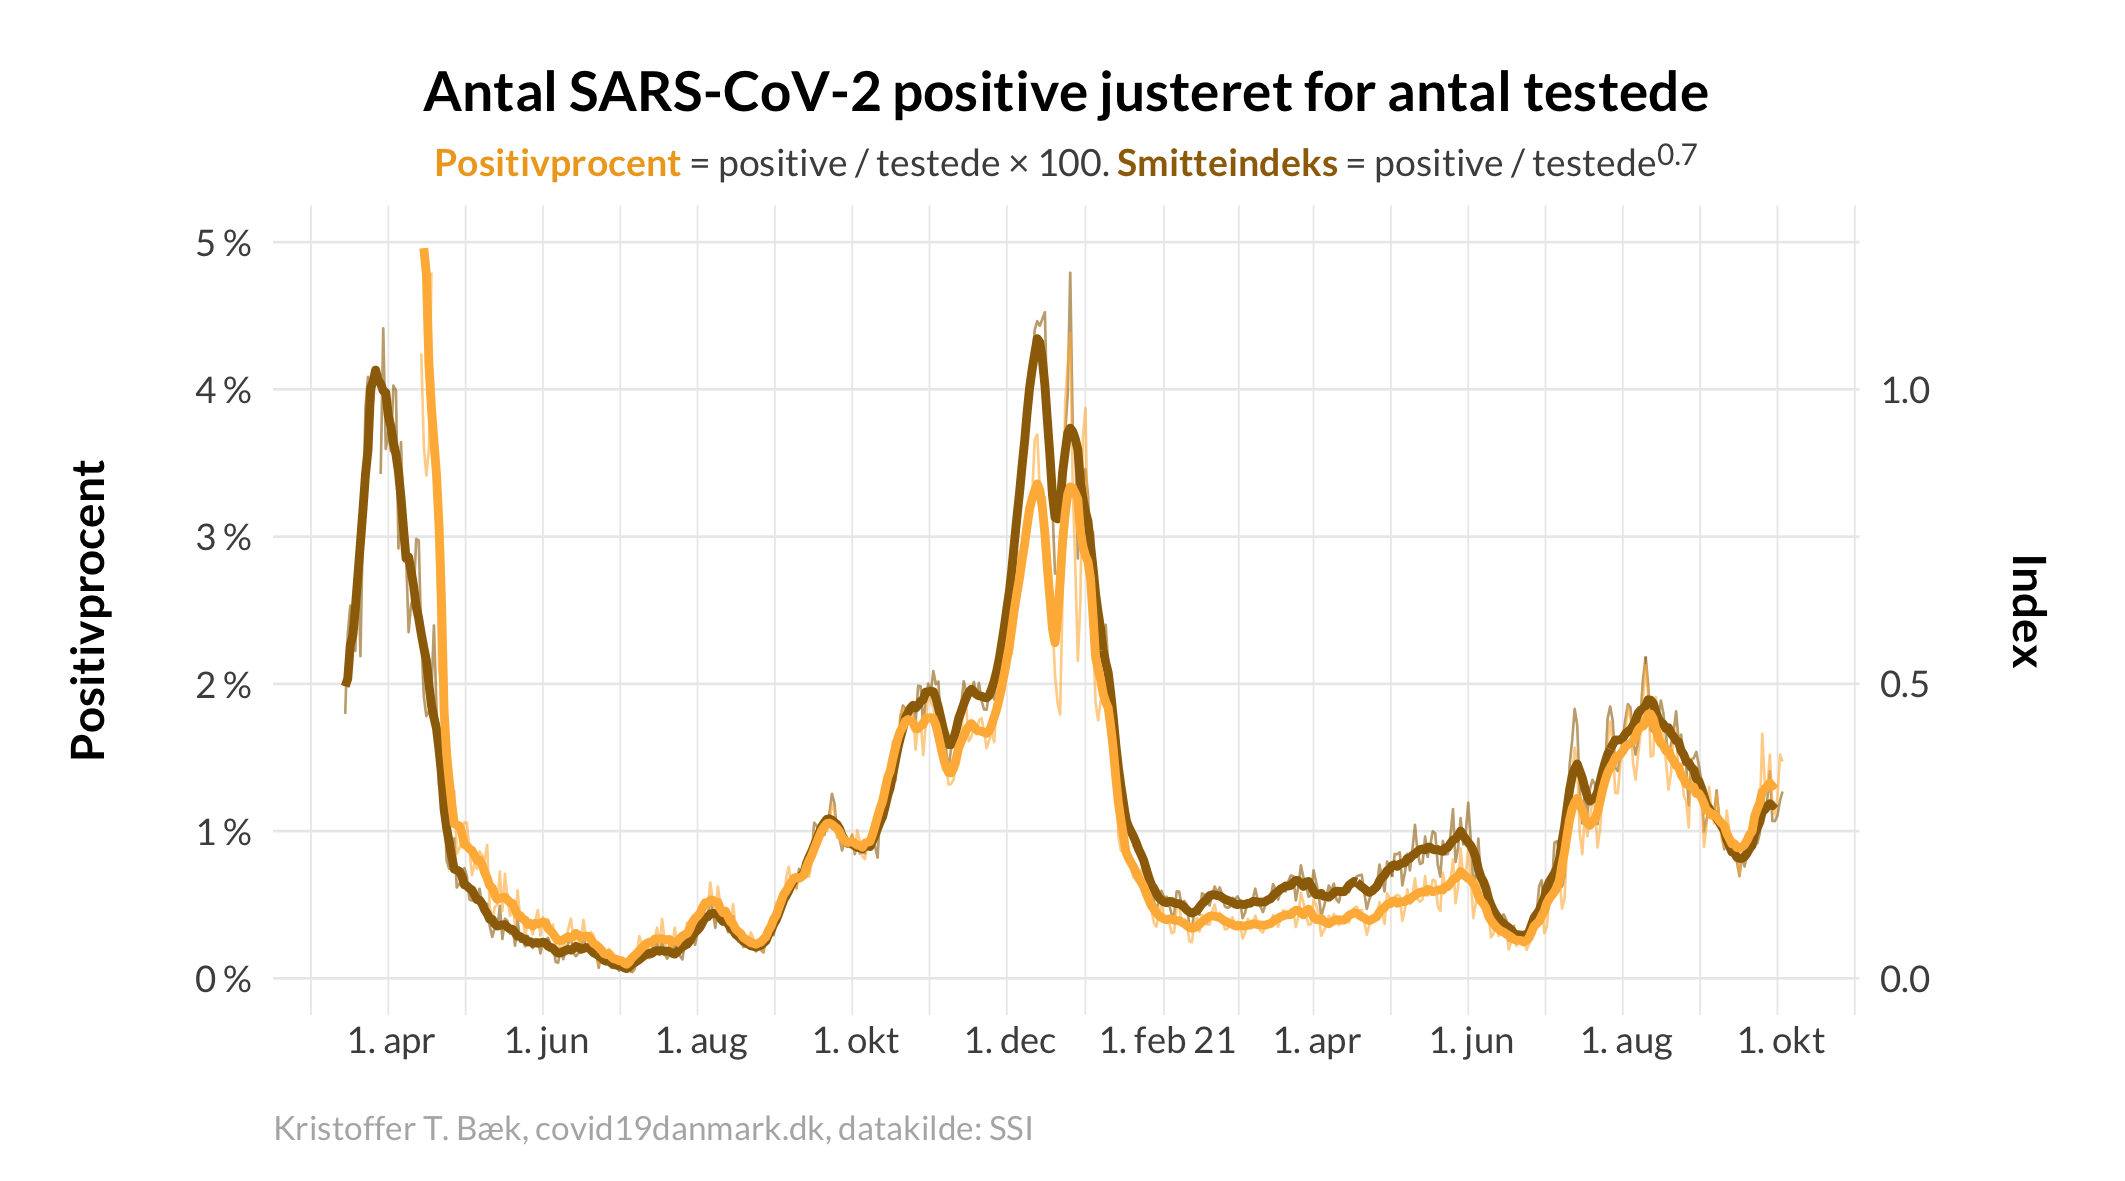 Antal SARS-CoV-2 positive justeret for antal testede
Positivprocent = positive / testede × 100. Smitteindeks = positive / testede^0.7
5 %
4 %
3 %
2 %
1 %
0 %
Positivprocent
1.0
0.5
0.0
Index
1. apr
1. jun
1. aug
1. okt
1. dec
1. feb 21
1. apr
1. jun
1. aug
1. okt
Kristoffer T. Bæk, covid19danmark.dk, datakilde: SSI